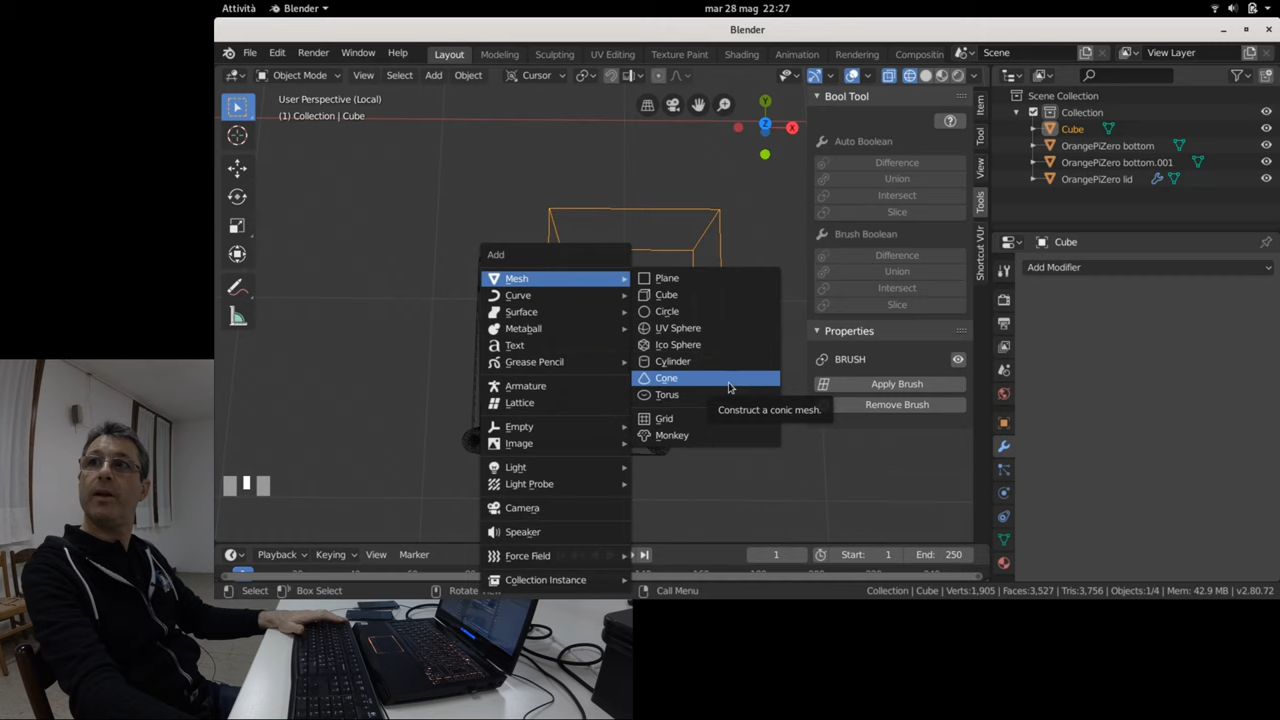 Attività
Blender
mar 28 mag 22:27
Blender
File Edit Render Window Help
Layout Modeling Sculpting UV Editing Texture Paint Shading Animation Rendering Compositin
Scene
View Layer
Object Mode View Select Add Object
Cursor
User Perspective (Local)
(1) Collection | Cube
Y
Z
X
Bool Tool
Auto Boolean
Difference
Union
Intersect
Slice
Brush Boolean
Difference
Union
Intersect
Slice
Properties
BRUSH
Apply Brush
Remove Brush
Item
Tool
View
Tools
Shortcut VUr
Scene Collection
Collection
Cube
OrangePiZero bottom
OrangePiZero bottom.001
OrangePiZero lid
Cube
Add Modifier
Add
Mesh
Curve
Surface
Metaball
Text
Grease Pencil
Armature
Lattice
Empty
Image
Light
Light Probe
Camera
Speaker
Force Field
Collection Instance
Plane
Cube
Circle
UV Sphere
Ico Sphere
Cylinder
Cone
Torus
Grid
Monkey
Construct a conic mesh.
Playback Keying View Marker
1
Start: 1
End: 250
Select
Box Select
Rotate View
Call Menu
Collection | Cube | Verts:1,905 | Faces:3,527 | Tris:3,756 | Objects:1/4 | Mem: 42.9 MB | v2.80.72